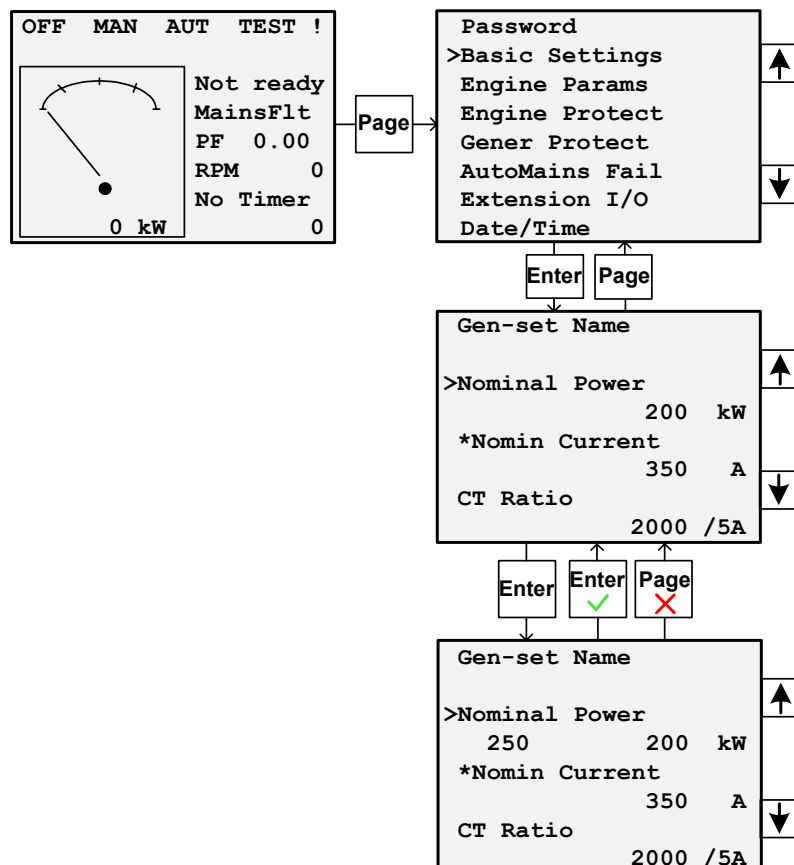 OFF MAN AUT TEST !
Not ready
MainsFlt
PF 0.00
RPM 0
No Timer
0 kW 0
Page
Password
>Basic Settings
Engine Params
Engine Protect
Gener Protect
AutoMains Fail
Extension I/O
Date/Time
Enter Page
Gen-set Name
>Nominal Power
200 kW
*Nomin Current
350 A
CT Ratio
2000 /5A
Enter Enter Page
Gen-set Name
>Nominal Power
250 200 kW
*Nomin Current
350 A
CT Ratio
2000 /5A